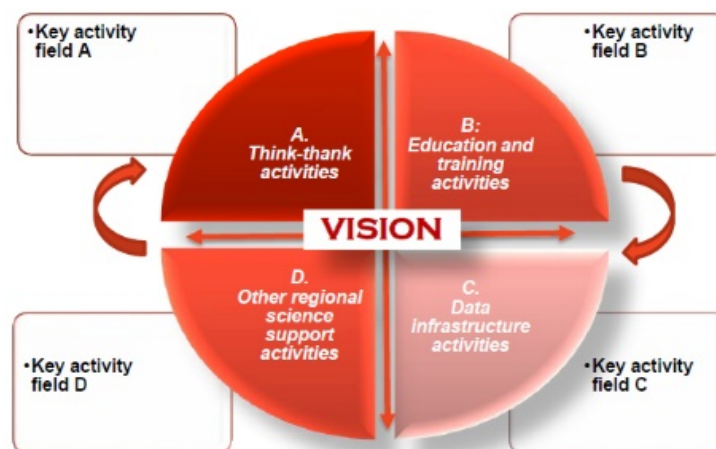 •Key activity
field A
•Key activity
field B
A.
Think-thank
activities
B:
Education and
training
activities
VISION
D.
Other regional
science
support
activities
C.
Data
infrastructure
activities
•Key activity
field D
•Key activity
field C